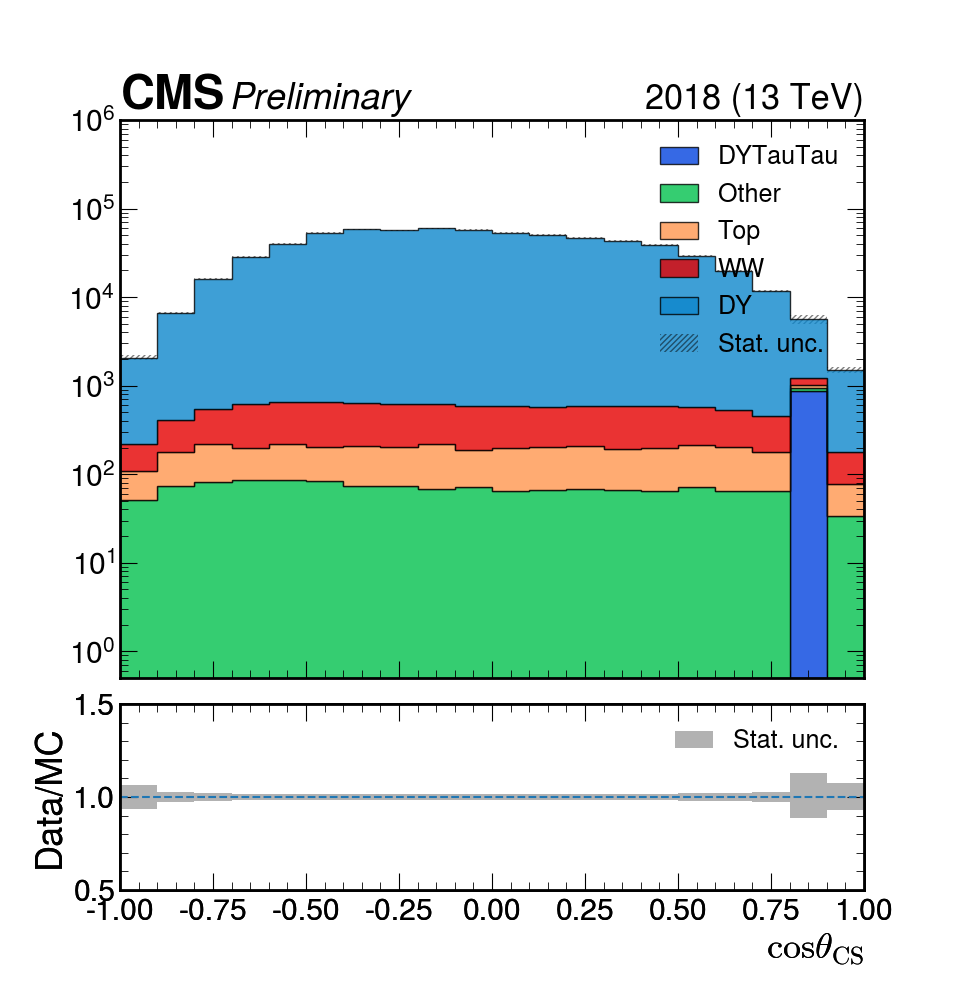 CMS Preliminary 2018 (13 TeV)
10^6
10^5
10^4
10^3
10^2
10^1
10^0
DYTauTau
Other
Top
WW
DY
Stat. unc.
Data/MC
1.5
1.0
0.5
Stat. unc.
-1.00 -0.75 -0.50 -0.25 0.00 0.25 0.50 0.75 1.00
cosθ_CS